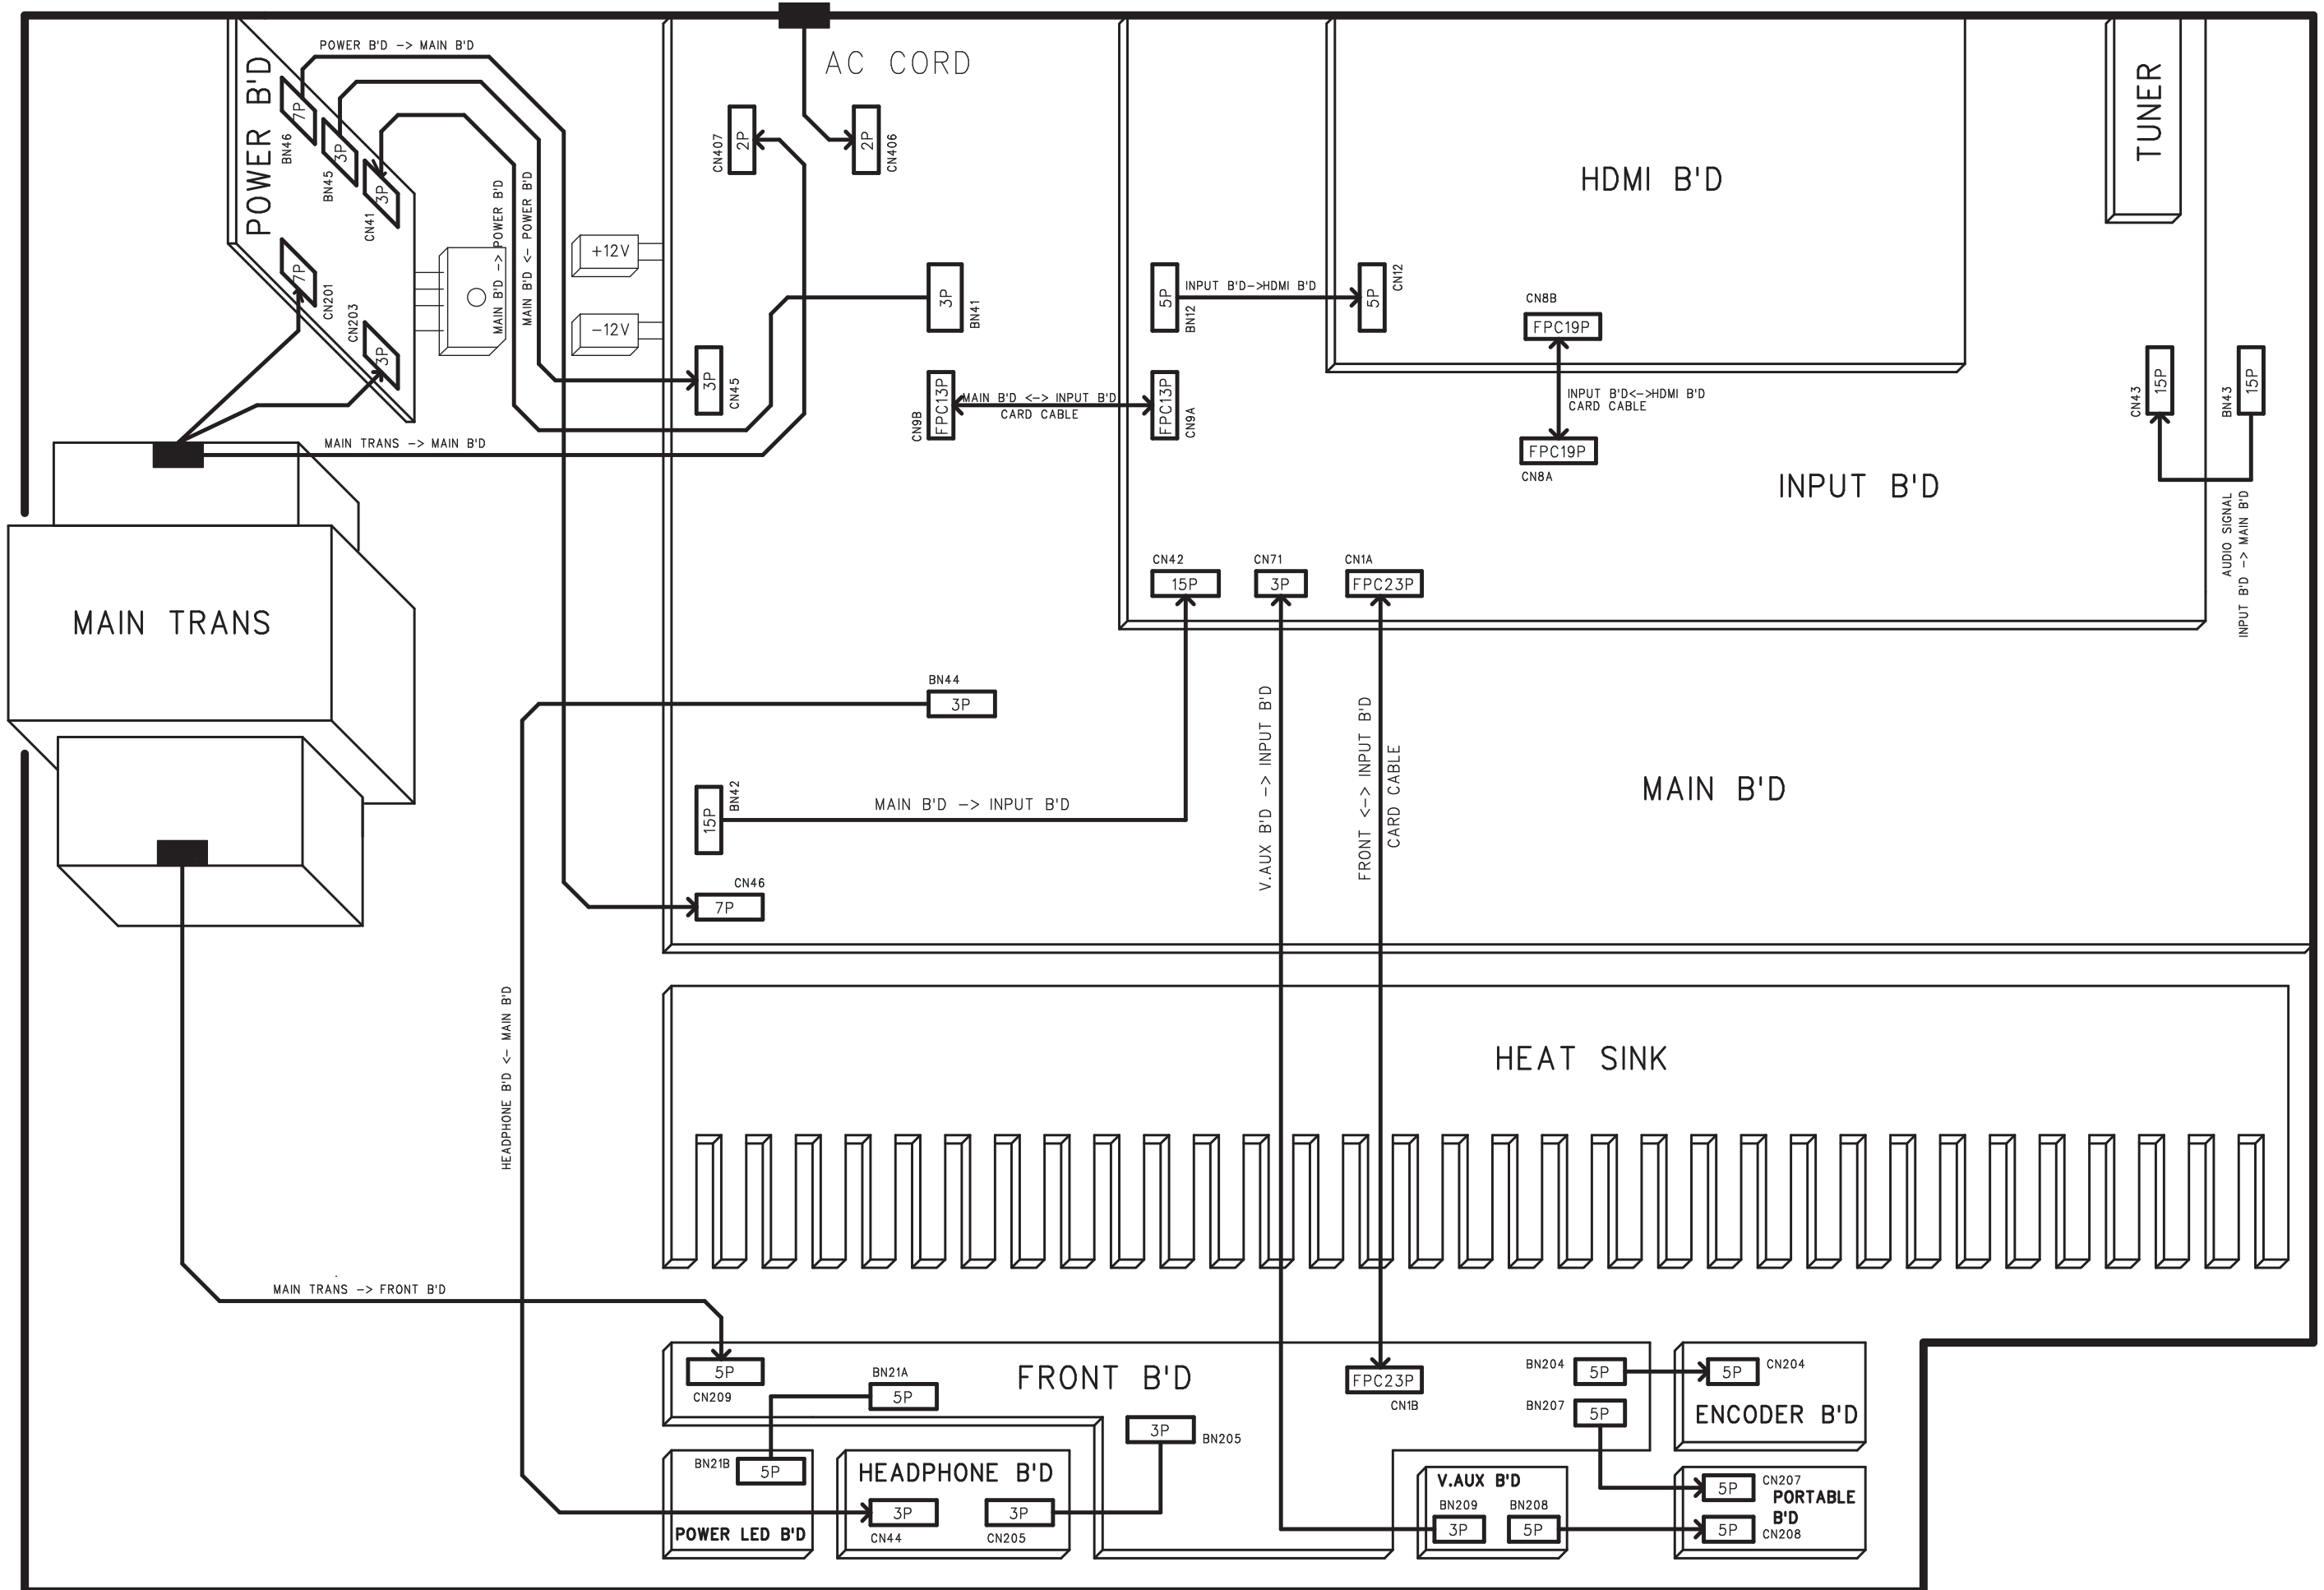 POWER B'D -> MAIN B'D
AC CORD
POWER B'D
7P
BN46
3P
BN45
3P
CN41
7P
CN201
CN203
3P
MAIN B'D -> POWER B'D
MAIN B'D <- POWER B'D
+12V
-12V
CN407
2P
2P
CN406
HDMI B'D
TUNER
3P
BN41
5P
BN12
INPUT B'D->HDMI B'D
5P
CN12
CN8B
FPC19P
INPUT B'D<->HDMI B'D
CARD CABLE
FPC19P
CN8A
3P
CN45
CN9B
FPC13P
MAIN B'D <-> INPUT B'D
CARD CABLE
FPC13P
CN9A
CN43
15P
BN43
15P
AUDIO SIGNAL
INPUT B'D -> MAIN B'D
INPUT B'D
MAIN TRANS -> MAIN B'D
MAIN TRANS
CN42
15P
CN71
3P
CN1A
FPC23P
BN44
3P
V.AUX B'D -> INPUT B'D
FRONT <-> INPUT B'D
CARD CABLE
MAIN B'D
15P
BN42
MAIN B'D -> INPUT B'D
CN46
7P
HEADPHONE B'D <- MAIN B'D
HEAT SINK
MAIN TRANS -> FRONT B'D
5P
CN209
BN21A
5P
FRONT B'D
FPC23P
CN1B
BN204
5P
5P
CN204
BN207
5P
ENCODER B'D
3P
BN205
BN21B
5P
POWER LED B'D
HEADPHONE B'D
3P
CN44
3P
CN205
V.AUX B'D
BN209
3P
BN208
5P
5P
CN207
PORTABLE
B'D
5P
CN208